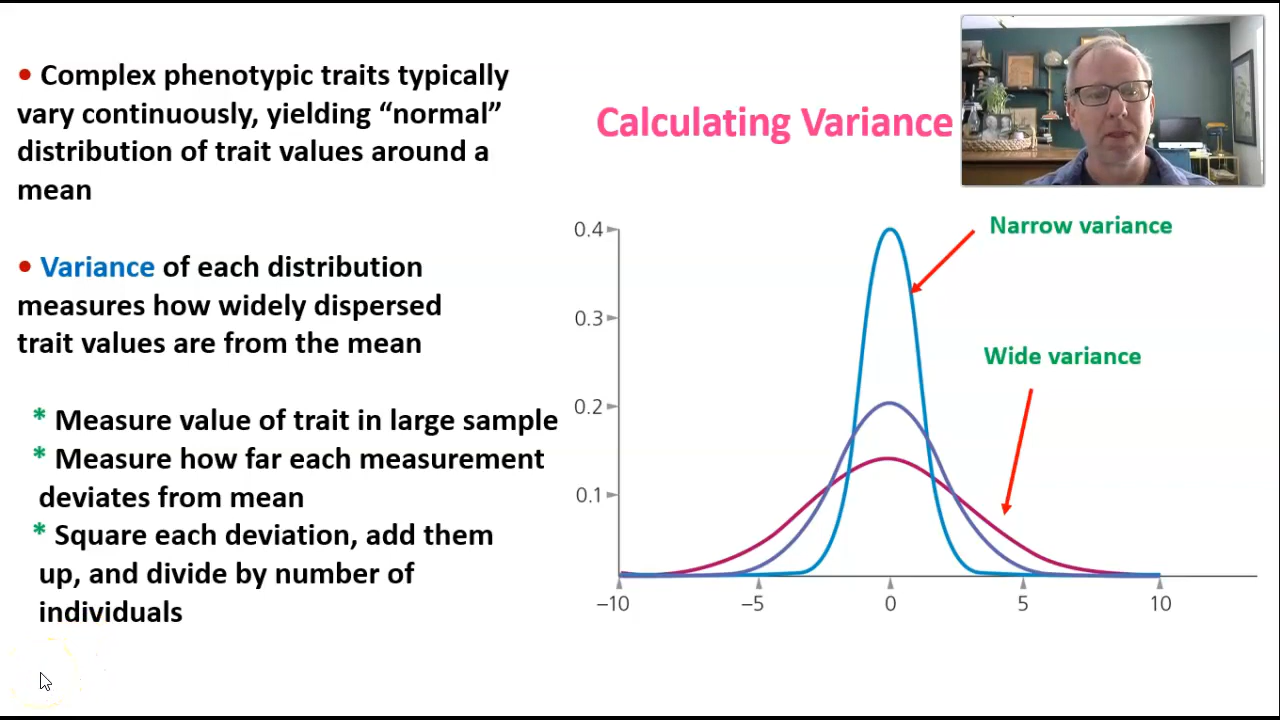 • Complex phenotypic traits typically
vary continuously, yielding “normal”
distribution of trait values around a
mean
• Variance of each distribution
measures how widely dispersed
trait values are from the mean
* Measure value of trait in large sample
* Measure how far each measurement
deviates from mean
* Square each deviation, add them
up, and divide by number of
individuals
Calculating Variance
Narrow variance
Wide variance
0.4
0.3
0.2
0.1
−10 −5 0 5 10